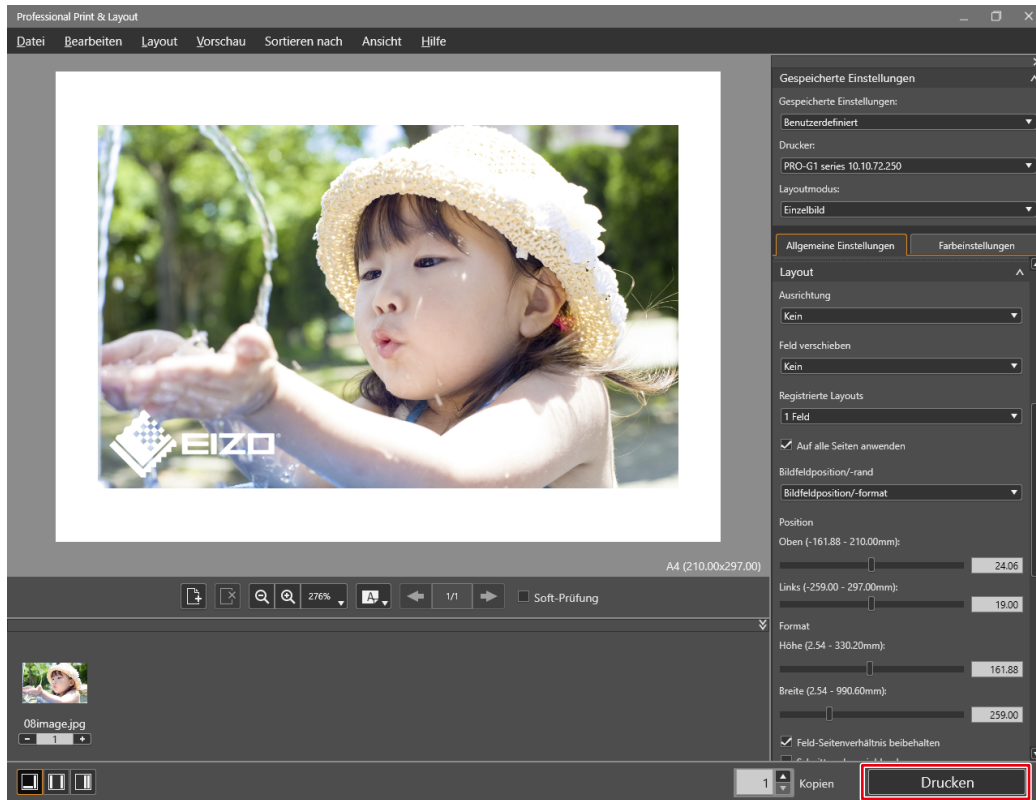 Professional Print & Layout
Datei Bearbeiten Layout Vorschau Sortieren nach Ansicht Hilfe
Gespeicherte Einstellungen
Gespeicherte Einstellungen:
Benutzerdefiniert
Drucker:
PRO-G1 series 10.10.72.250
Layoutmodus:
Einzelbild
Allgemeine Einstellungen Farbeinstellungen
Layout
Ausrichtung
Kein
Feld verschieben
Kein
Registrierte Layouts
1 Feld
Auf alle Seiten anwenden
Bildfeldposition/-rand
Bildfeldposition/-format
Position
Oben (-161.88 - 210.00mm):
24.06
Links (-259.00 - 297.00mm):
19.00
Format
Höhe (2.54 - 330.20mm):
161.88
Breite (2.54 - 990.60mm):
259.00
Feld-Seitenverhältnis beibehalten
EIZO
A4 (210.00x297.00)
276% A 1/1 Soft-Prüfung
08image.jpg
- 1 +
1 Kopien Drucken